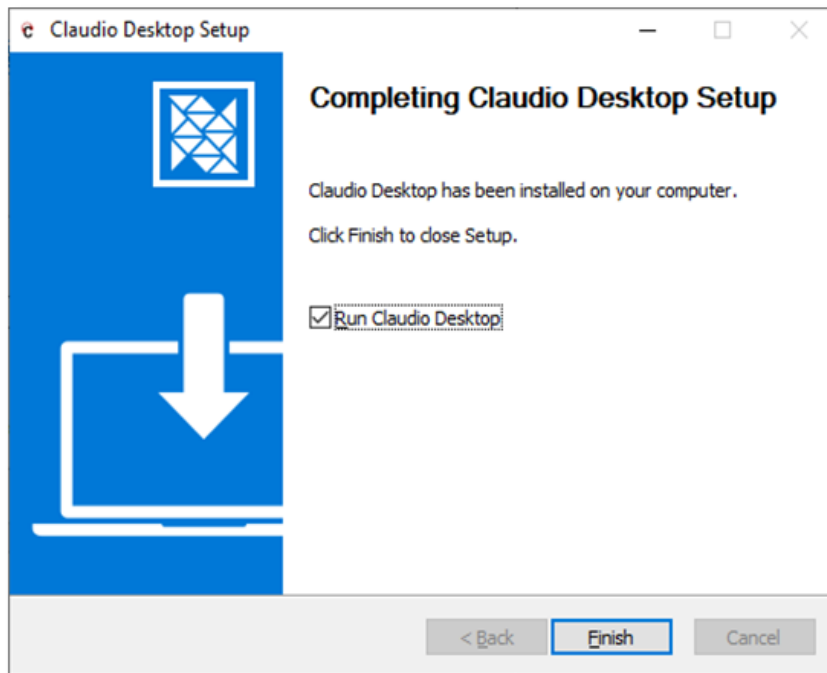 Claudio Desktop Setup
Completing Claudio Desktop Setup
Claudio Desktop has been installed on your computer.
Click Finish to close Setup.
Run Claudio Desktop
< Back
Finish
Cancel